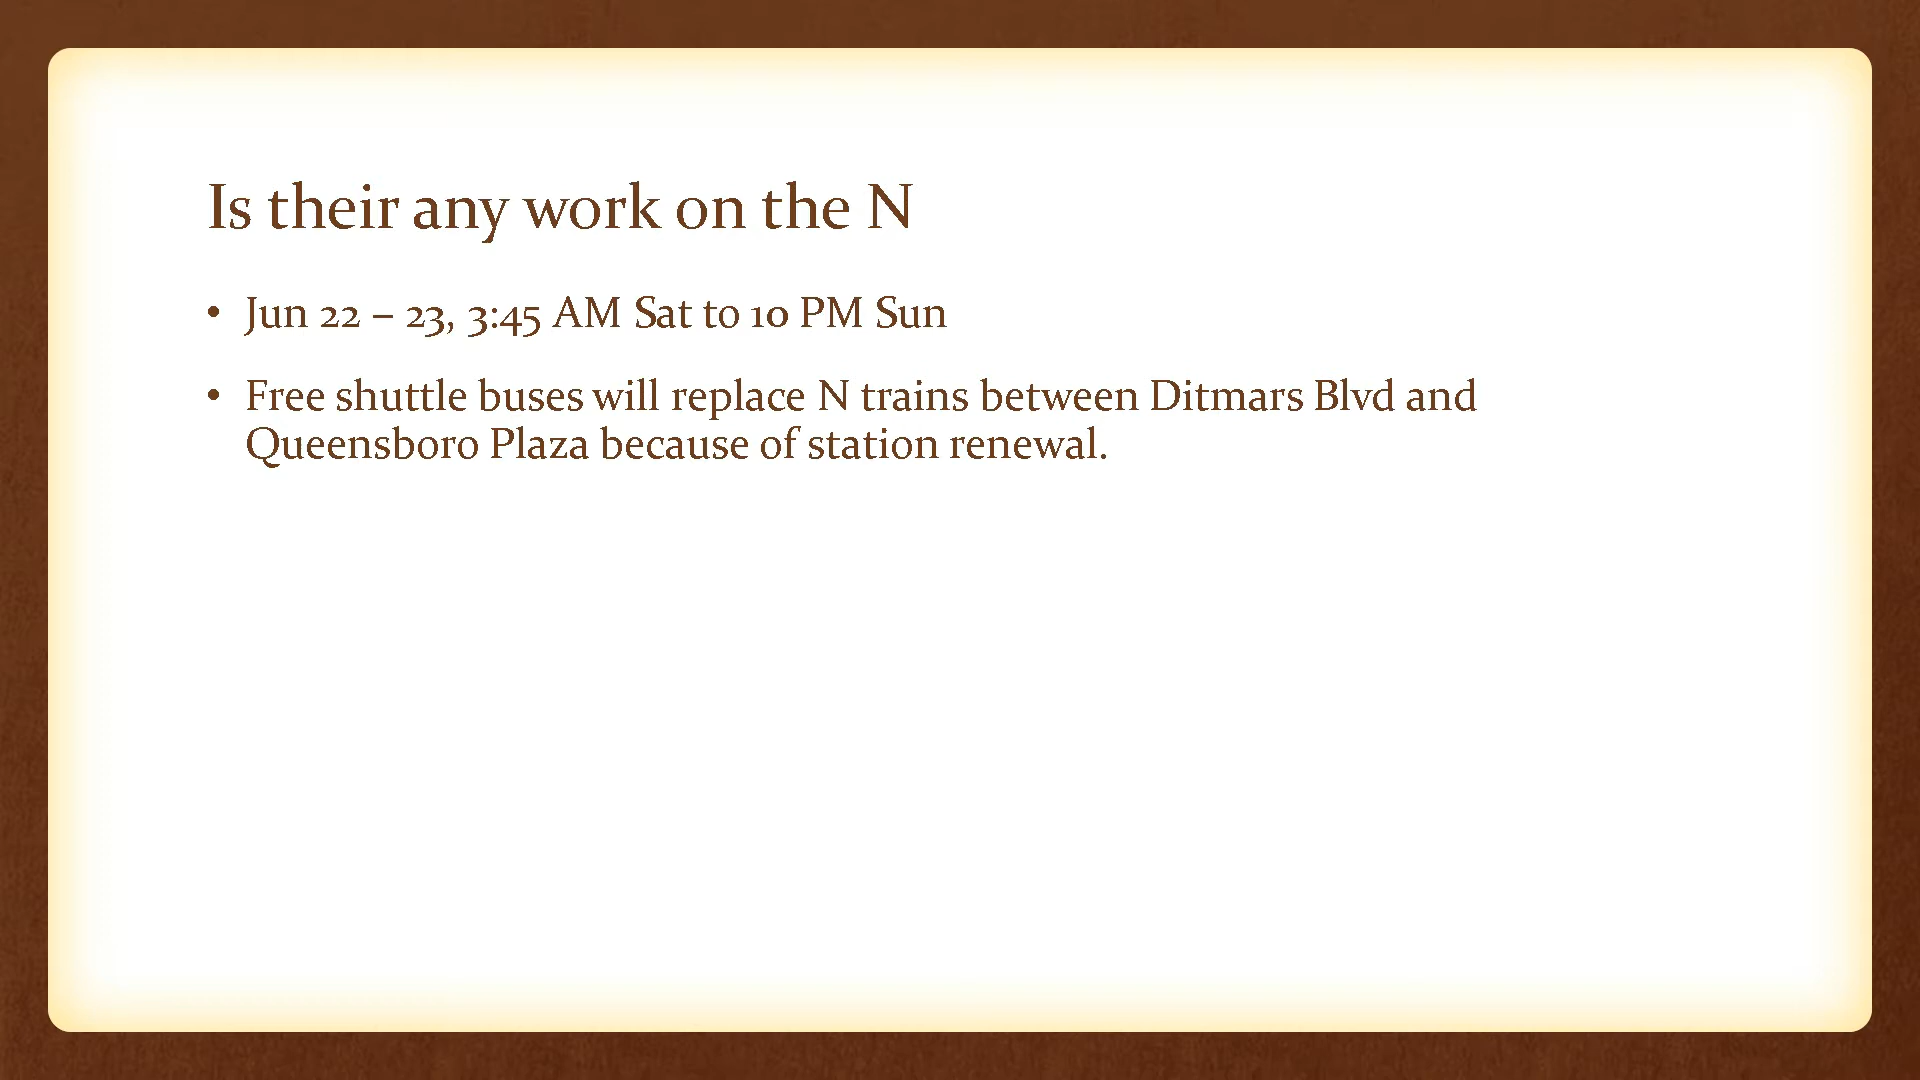 Is their any work on the N
• Jun 22 – 23, 3:45 AM Sat to 10 PM Sun
• Free shuttle buses will replace N trains between Ditmars Blvd and
Queensboro Plaza because of station renewal.